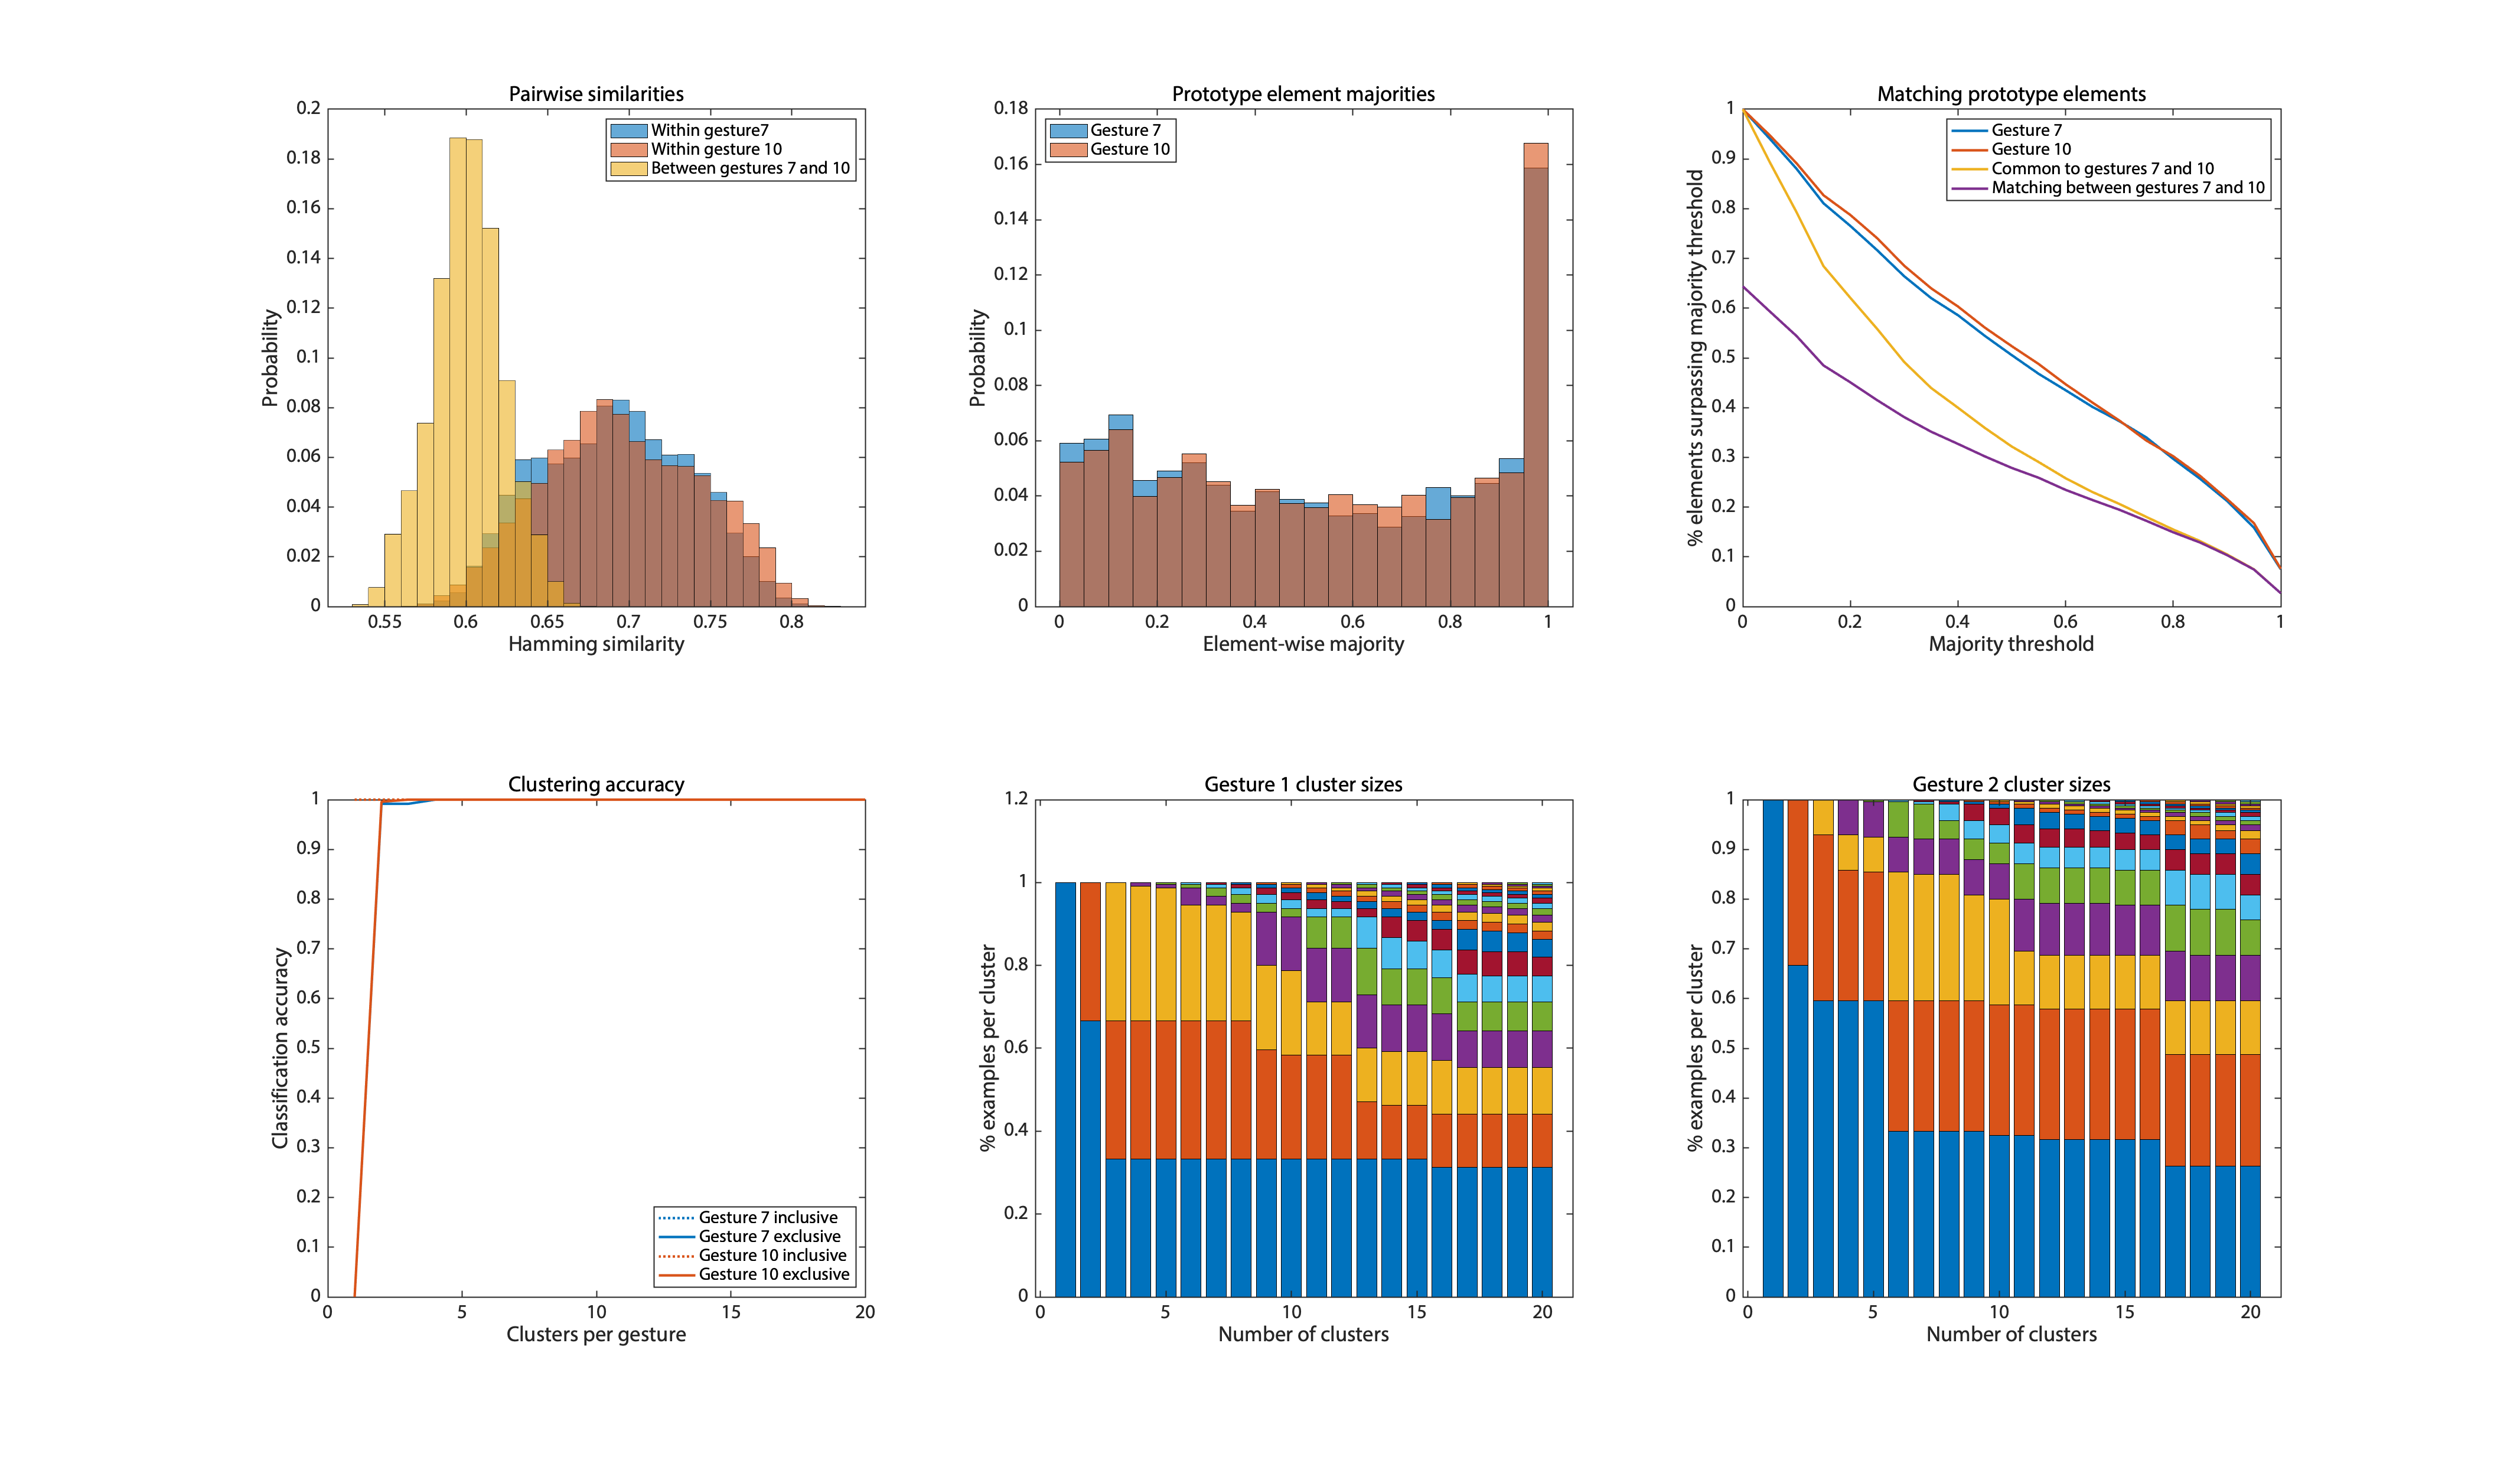 Pairwise similarities
0.2
0.18
0.16
0.14
0.12
0.1
0.08
0.06
0.04
0.02
0
Probability
Within gesture7
Within gesture 10
Between gestures 7 and 10
0.55 0.6 0.65 0.7 0.75 0.8
Hamming similarity
Prototype element majorities
0.18
0.16
0.14
0.12
0.1
0.08
0.06
0.04
0.02
0
Probability
Gesture 7
Gesture 10
0 0.2 0.4 0.6 0.8 1
Element-wise majority
Matching prototype elements
1
0.9
0.8
0.7
0.6
0.5
0.4
0.3
0.2
0.1
0
% elements surpassing majority threshold
Gesture 7
Gesture 10
Common to gestures 7 and 10
Matching between gestures 7 and 10
0 0.2 0.4 0.6 0.8 1
Majority threshold
Clustering accuracy
1
0.9
0.8
0.7
0.6
0.5
0.4
0.3
0.2
0.1
0
Classification accuracy
Gesture 7 inclusive
Gesture 7 exclusive
Gesture 10 inclusive
Gesture 10 exclusive
0 5 10 15 20
Clusters per gesture
Gesture 1 cluster sizes
1.2
1
0.8
0.6
0.4
0.2
0
% examples per cluster
0 5 10 15 20
Number of clusters
Gesture 2 cluster sizes
1
0.9
0.8
0.7
0.6
0.5
0.4
0.3
0.2
0.1
0
% examples per cluster
0 5 10 15 20
Number of clusters